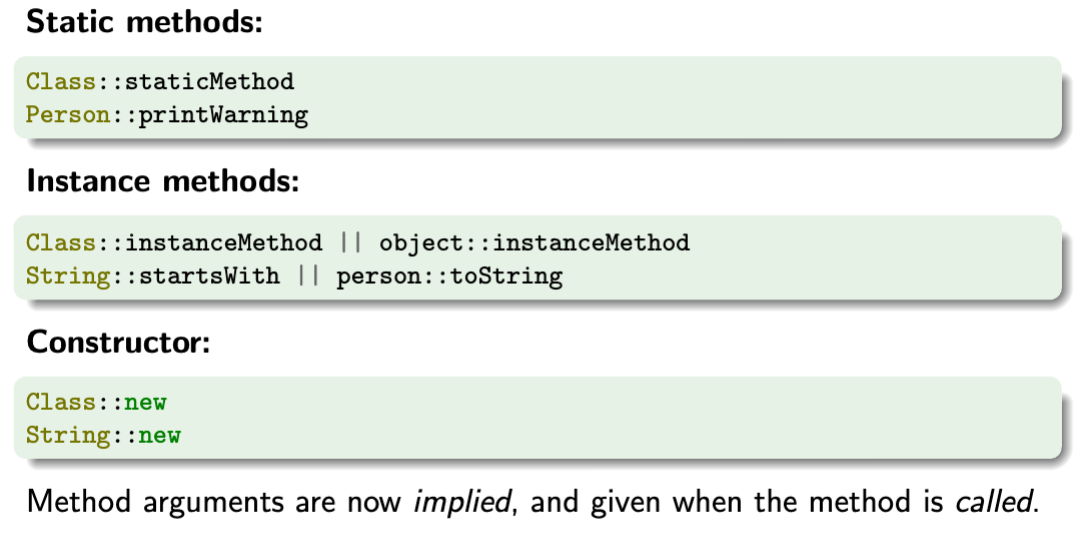 Static methods:
Class::staticMethod
Person::printWarning
Instance methods:
Class::instanceMethod || object::instanceMethod
String::startsWith || person::toString
Constructor:
Class::new
String::new
Method arguments are now implied, and given when the method is called.